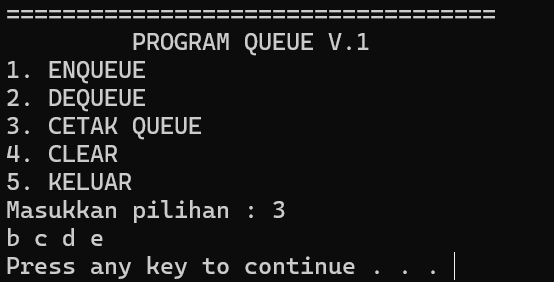 ===================================
PROGRAM QUEUE V.1
1. ENQUEUE
2. DEQUEUE
3. CETAK QUEUE
4. CLEAR
5. KELUAR
Masukkan pilihan : 3
b c d e
Press any key to continue . . .